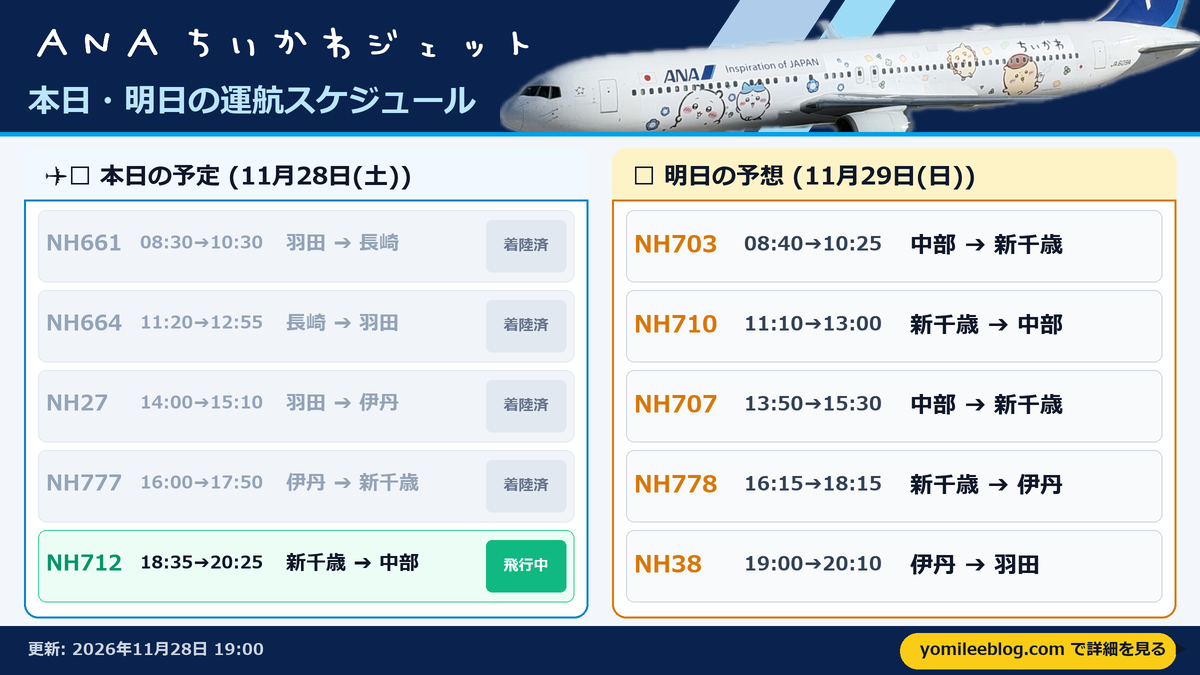 ANA ちいかわジェット
本日・明日の運航スケジュール
ANA Inspiration of JAPAN
ちいかわ
✈□ 本日の予定 (11月28日(土))
NH661 08:30→10:30 羽田 → 長崎 着陸済
NH664 11:20→12:55 長崎 → 羽田 着陸済
NH27 14:00→15:10 羽田 → 伊丹 着陸済
NH777 16:00→17:50 伊丹 → 新千歳 着陸済
NH712 18:35→20:25 新千歳 → 中部 飛行中
□ 明日の予想 (11月29日(日))
NH703 08:40→10:25 中部 → 新千歳
NH710 11:10→13:00 新千歳 → 中部
NH707 13:50→15:30 中部 → 新千歳
NH778 16:15→18:15 新千歳 → 伊丹
NH38 19:00→20:10 伊丹 → 羽田
更新: 2026年11月28日 19:00
yomileeblog.com で詳細を見る